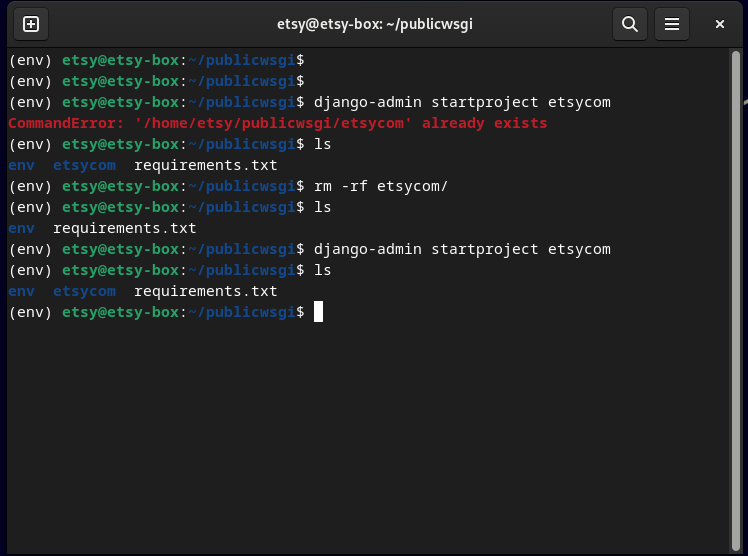 etsy@etsy-box: ~/publicwsgi
(env) etsy@etsy-box:~/publicwsgi$
(env) etsy@etsy-box:~/publicwsgi$
(env) etsy@etsy-box:~/publicwsgi$ django-admin startproject etsycom
CommandError: '/home/etsy/publicwsgi/etsycom' already exists
(env) etsy@etsy-box:~/publicwsgi$ ls
env  etsycom  requirements.txt
(env) etsy@etsy-box:~/publicwsgi$ rm -rf etsycom/
(env) etsy@etsy-box:~/publicwsgi$ ls
env  requirements.txt
(env) etsy@etsy-box:~/publicwsgi$ django-admin startproject etsycom
(env) etsy@etsy-box:~/publicwsgi$ ls
env  etsycom  requirements.txt
(env) etsy@etsy-box:~/publicwsgi$